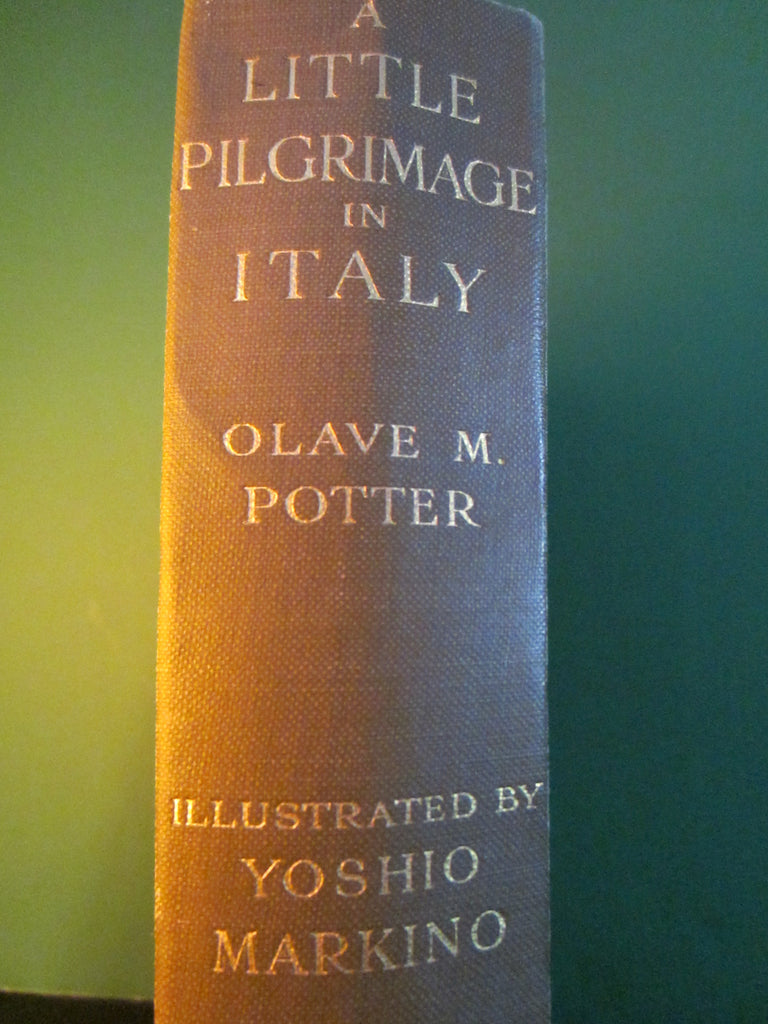 A
LITTLE
PILGRIMAGE
IN
ITALY
OLAVE M.
POTTER
ILLUSTRATED BY
YOSHIO
MARKINO